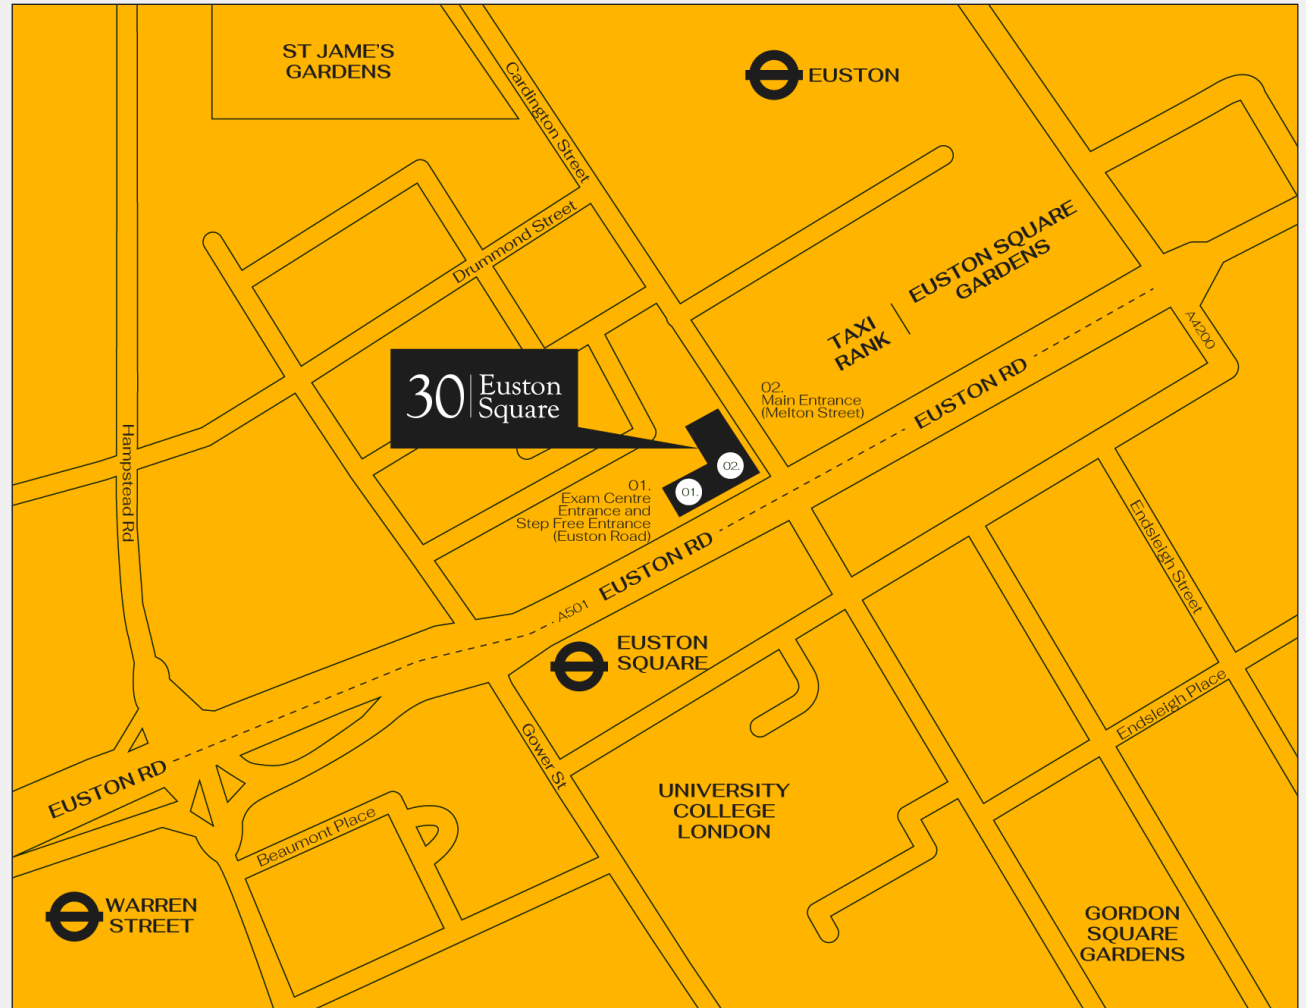 ST JAME'S
GARDENS
Cardington Street
EUSTON
Drummond Street
EUSTON SQUARE
GARDENS
TAXI
RANK
A4200
30 Euston
Square
02.
Main Entrance
(Melton Street)
EUSTON RD
Hampstead Rd
02.
01.
01.
Exam Centre
Entrance and
Step Free Entrance
(Euston Road)
EUSTON RD
A501
Endsleigh Street
EUSTON
SQUARE
Endsleigh Place
Gower St
EUSTON RD
UNIVERSITY
COLLEGE
LONDON
Beaumont Place
WARREN
STREET
GORDON
SQUARE
GARDENS